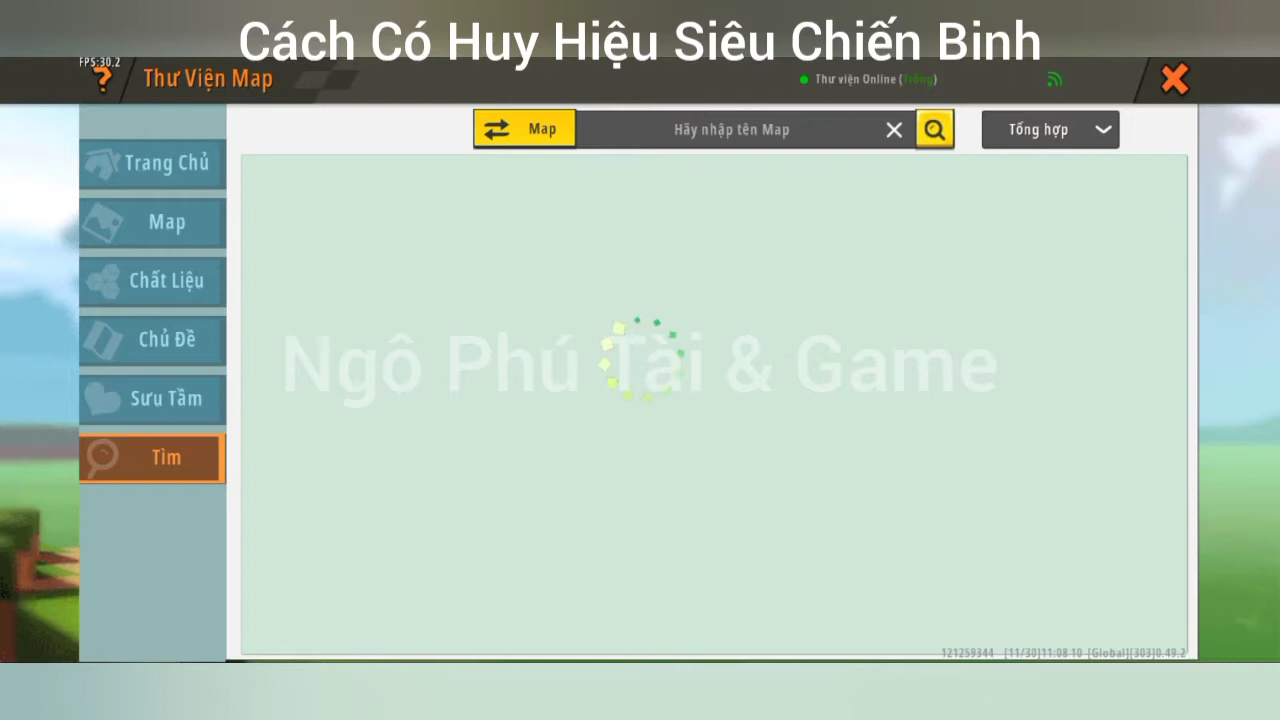 Cách Có Huy Hiệu Siêu Chiến Binh
FPS:30.2
?
Thư Viện Map
Thư viện Online (Trống)
Map
Hãy nhập tên Map
Tổng hợp
Trang Chủ
Map
Chất Liệu
Chủ Đề
Sưu Tầm
Tìm
Ngô Phú Tài & Game
121259344 [11/30]11:08:10 [Global][303]0.49.2